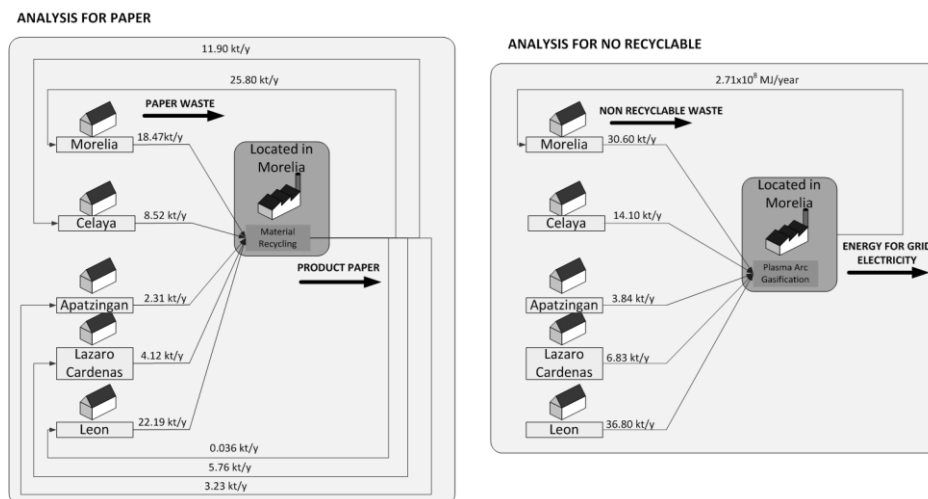 ANALYSIS FOR PAPER
11.90 kt/y
25.80 kt/y
PAPER WASTE
Morelia
18.47kt/y
Located in
Morelia
Celaya
8.52 kt/y
Material
Recycling
PRODUCT PAPER
Apatzingan
2.31 kt/y
Lazaro
Cardenas
4.12 kt/y
Leon
22.19 kt/y
0.036 kt/y
5.76 kt/y
3.23 kt/y
ANALYSIS FOR NO RECYCLABLE
2.71x10⁸ MJ/year
NON RECYCLABLE WASTE
Morelia
30.60 kt/y
Located in
Morelia
Celaya
14.10 kt/y
Plasma Arc
Gasification
ENERGY FOR GRID
ELECTRICITY
Apatzingan
3.84 kt/y
Lazaro
Cardenas
6.83 kt/y
Leon
36.80 kt/y